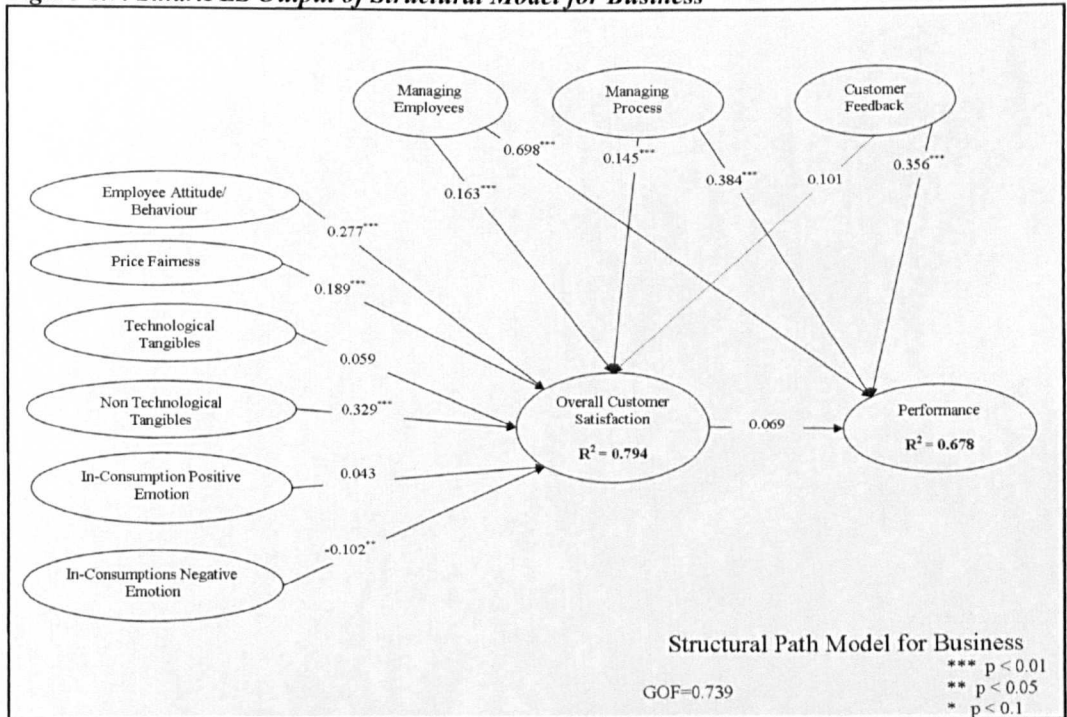 Output of Structural Model for Business
Managing
Employees
Managing
Process
Customer
Feedback
0.698***
0.145***
0.356***
0.163***
0.384***
0.101
Employee Attitude/
Behaviour
0.277***
Price Fairness
0.189***
Technological
Tangibles
0.059
Non Technological
Tangibles
0.329***
Overall Customer
Satisfaction
R² = 0.794
0.069
Performance
R² = 0.678
In-Consumption Positive
Emotion
0.043
-0.102**
In-Consumptions Negative
Emotion
Structural Path Model for Business
*** p < 0.01
GOF=0.739
** p < 0.05
* p < 0.1